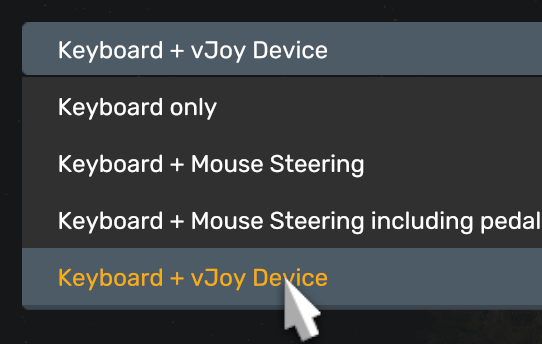 Keyboard + vJoy Device
Keyboard only
Keyboard + Mouse Steering
Keyboard + Mouse Steering including pedal
Keyboard + vJoy Device